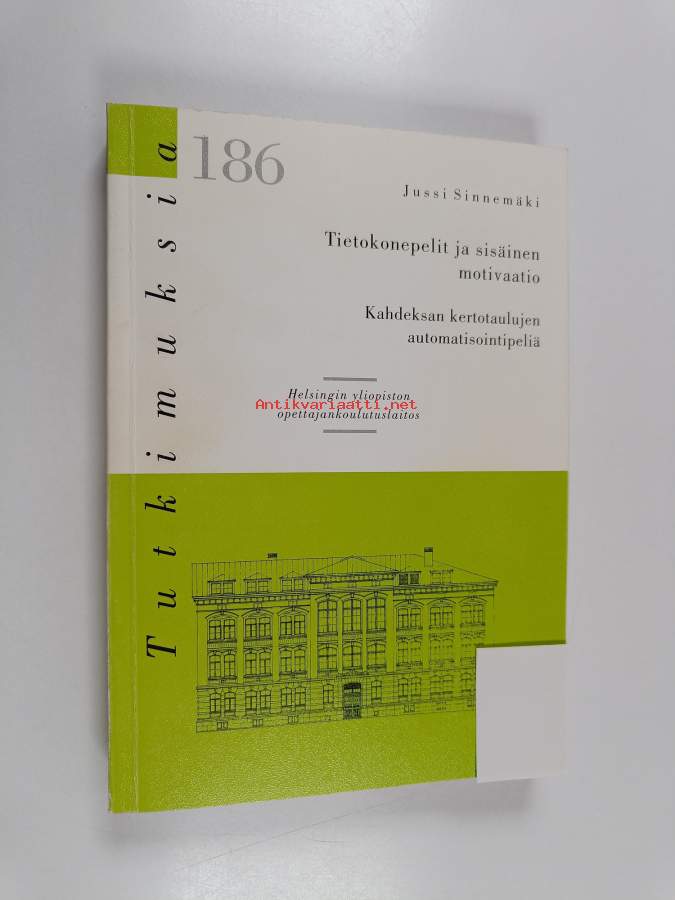 186
Jussi Sinnemäki
Tietokonepelit ja sisäinen
motivaatio
Kahdeksan kertotaulujen
automatisointipeliä
Helsingin yliopiston
Antikvariaatti.net
opettajankoulutuslaitos
Tutkimuksia